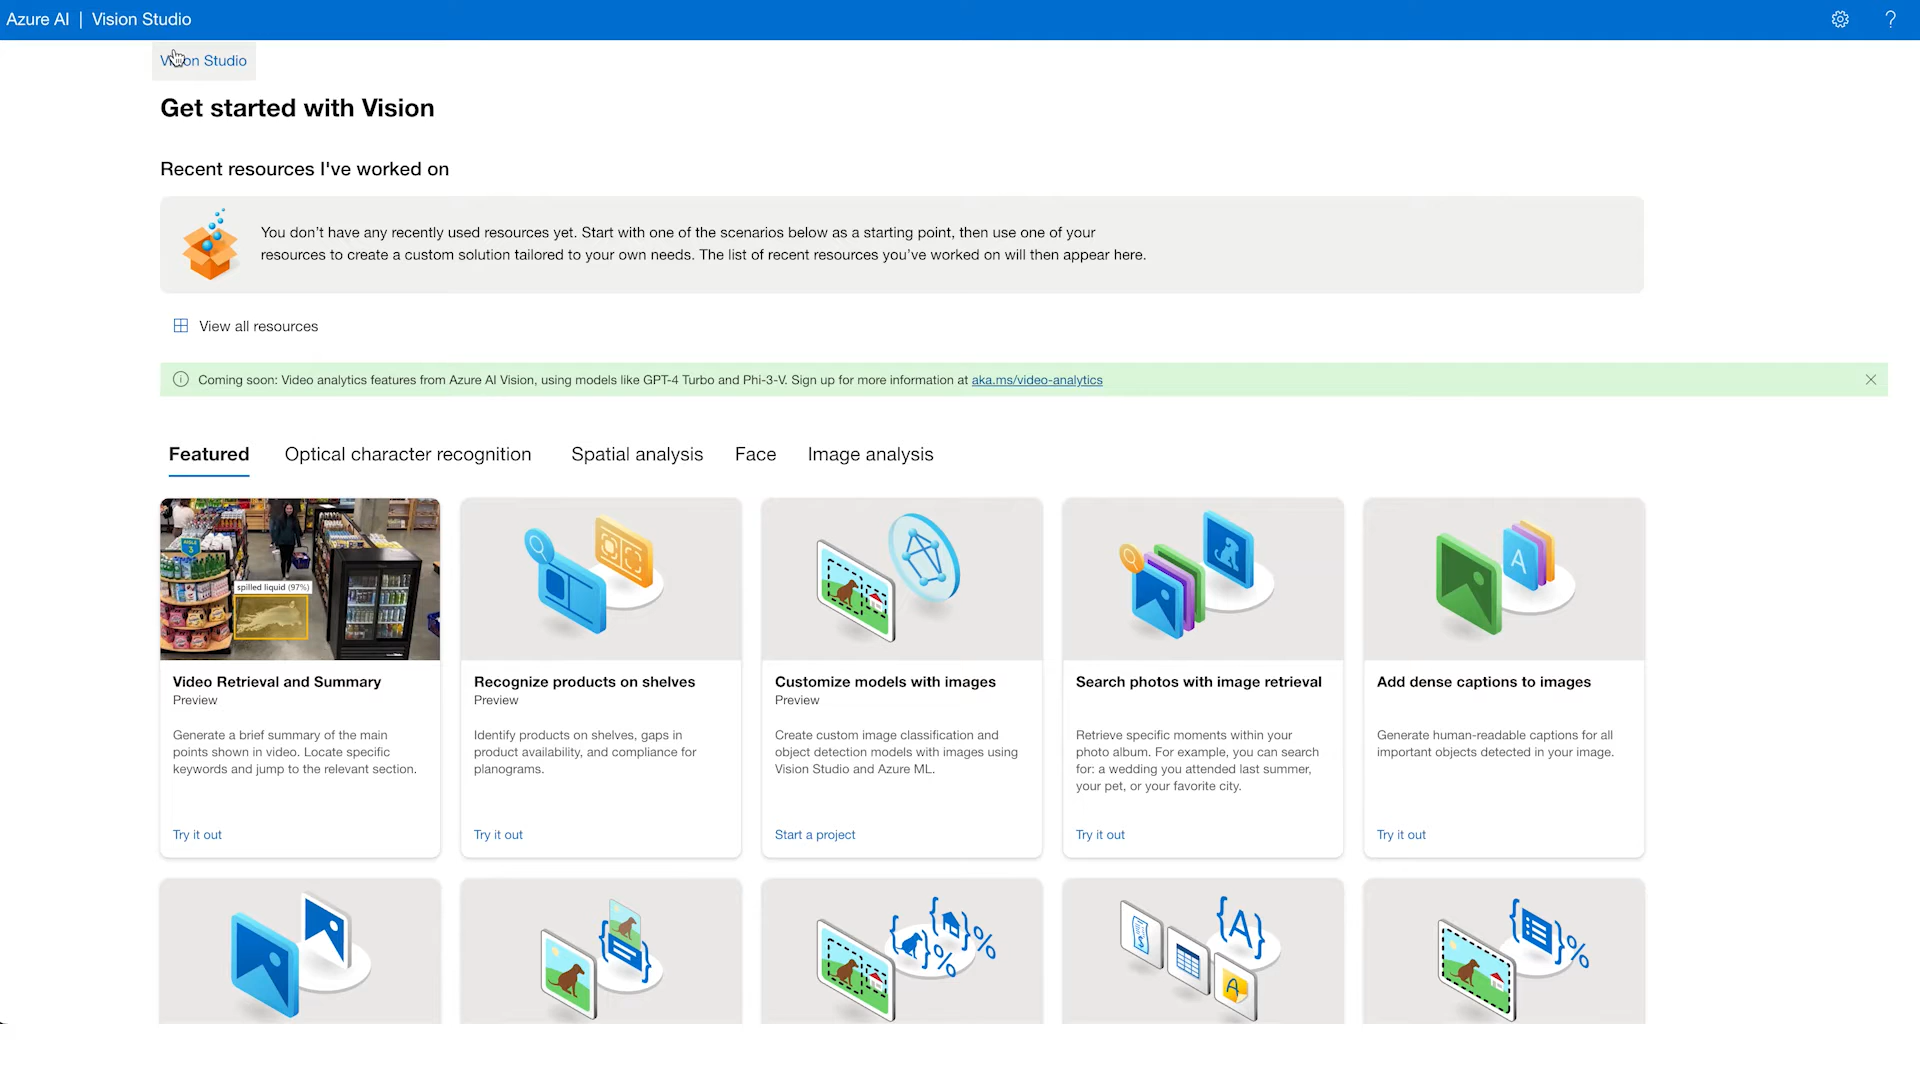 Azure AI | Vision Studio
Vision Studio
Get started with Vision
Recent resources I've worked on
You don't have any recently used resources yet. Start with one of the scenarios below as a starting point, then use one of your
resources to create a custom solution tailored to your own needs. The list of recent resources you've worked on will then appear here.
View all resources
Coming soon: Video analytics features from Azure AI Vision, using models like GPT-4 Turbo and Phi-3-V. Sign up for more information at aka.ms/video-analytics
Featured Optical character recognition Spatial analysis Face Image analysis
AISLE
3
spilled liquid (97%)
A
Video Retrieval and Summary
Preview
Generate a brief summary of the main
points shown in video. Locate specific
keywords and jump to the relevant section.
Try it out
Recognize products on shelves
Preview
Identify products on shelves, gaps in
product availability, and compliance for
planograms.
Try it out
Customize models with images
Preview
Create custom image classification and
object detection models with images using
Vision Studio and Azure ML.
Start a project
Search photos with image retrieval
Retrieve specific moments within your
photo album. For example, you can search
for: a wedding you attended last summer,
your pet, or your favorite city.
Try it out
Add dense captions to images
Generate human-readable captions for all
important objects detected in your image.
Try it out
{ }% { }%
{A}
A
{ }%